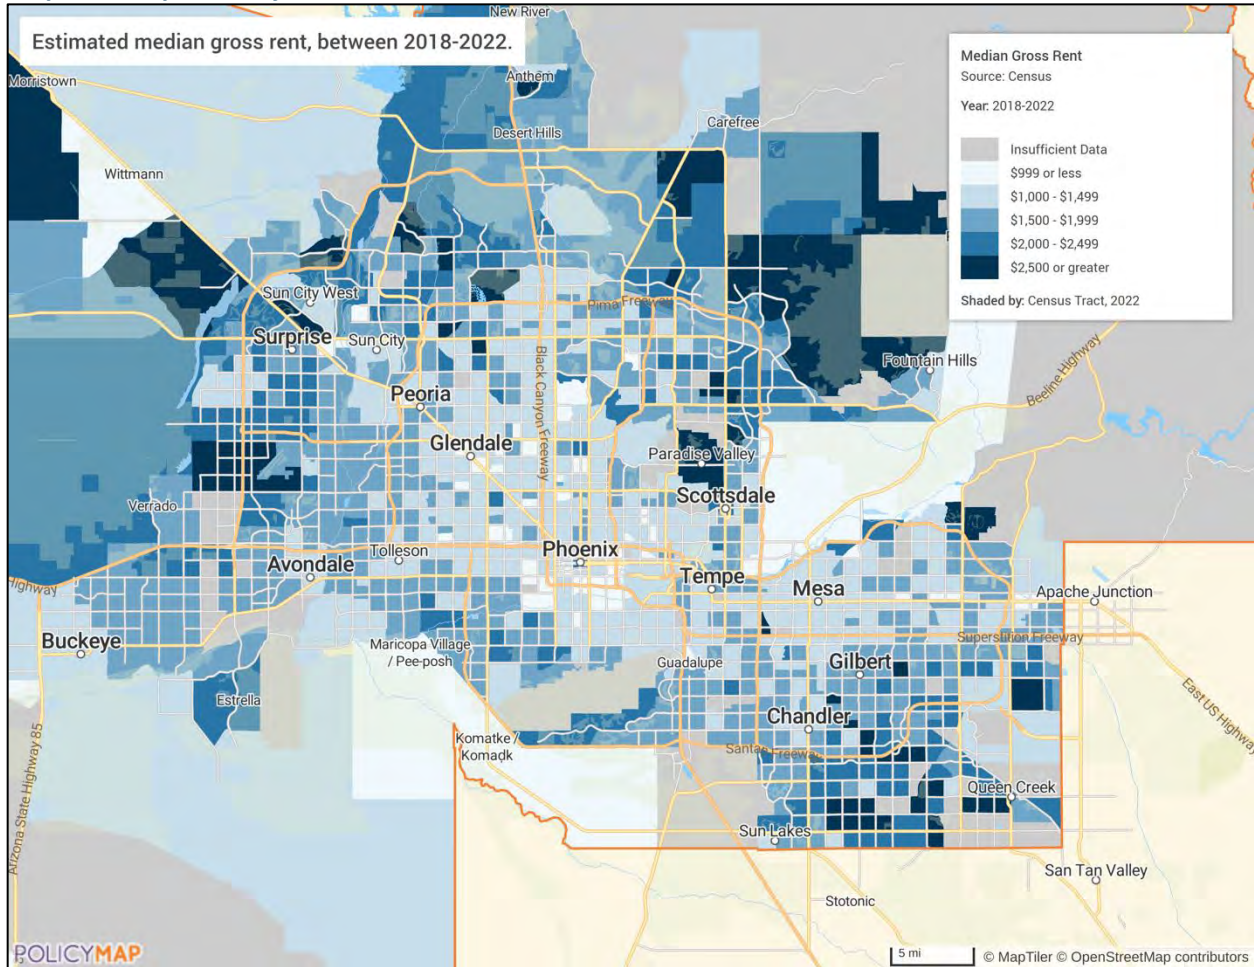 New River
Estimated median gross rent, between 2018-2022.
Median Gross Rent
Source: Census
Year: 2018-2022
Insufficient Data
$999 or less
$1,000 - $1,499
$1,500 - $1,999
$2,000 - $2,499
$2,500 or greater
Shaded by: Census Tract, 2022
Morristown
Anthem
Carefree
Desert Hills
Wittmann
Sun City West
Pima Freeway
Surprise
Sun City
Black Canyon Freeway
Fountain Hills
Beeline Highway
Peoria
Glendale
Paradise Valley
Scottsdale
Verrado
Phoenix
Tolleson
Avondale
Tempe
Mesa
Highway
Apache Junction
Buckeye
Maricopa Village
/ Pee-posh
Superstition Freeway
Guadalupe
Gilbert
Estrella
East US Highway
Chandler
Komatke /
Komaḍk
Santan Freeway
Arizona State Highway 85
Queen Creek
Sun Lakes
San Tan Valley
Stotonic
POLICYMAP
5 mi
© MapTiler © OpenStreetMap contributors